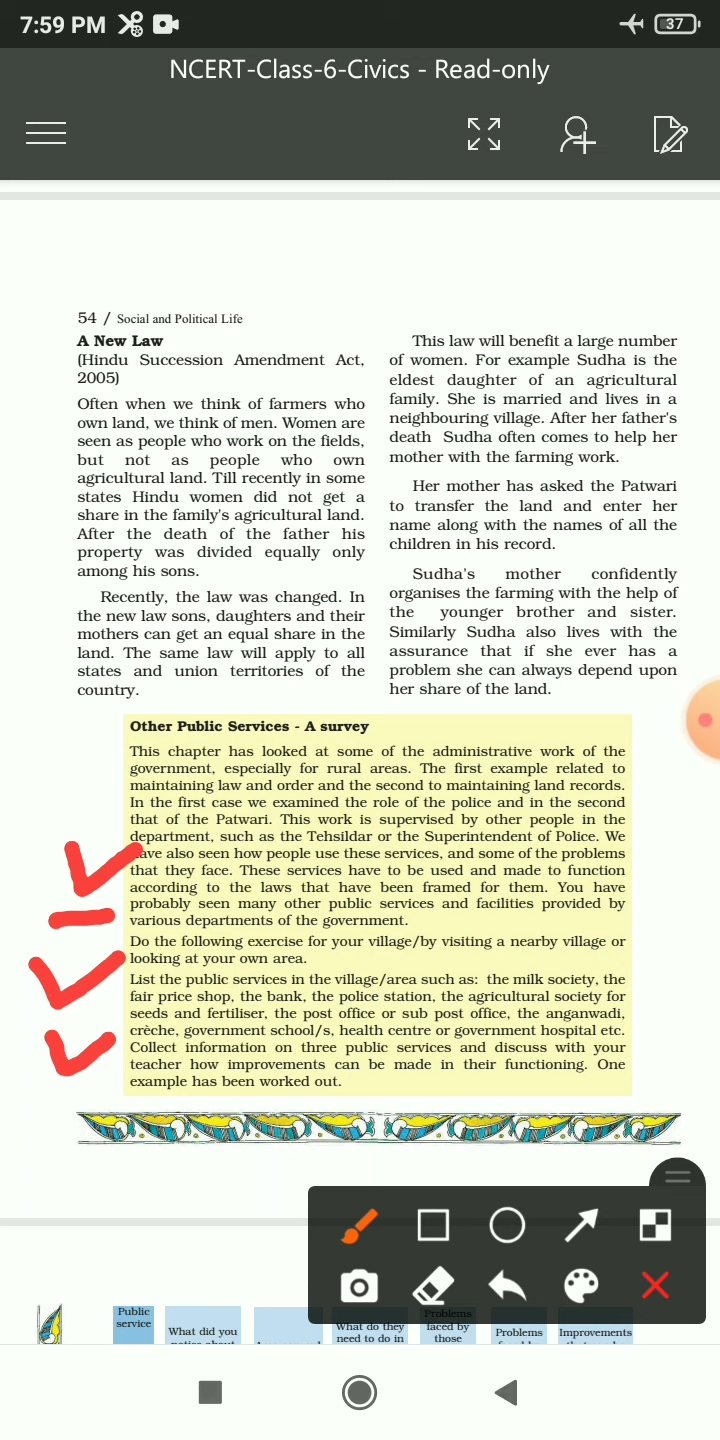 7:59 PM
37
NCERT-Class-6-Civics - Read-only
54 / Social and Political Life
A New Law
(Hindu Succession Amendment Act,
2005)
Often when we think of farmers who
own land, we think of men. Women are
seen as people who work on the fields,
but not as people who own
agricultural land. Till recently in some
states Hindu women did not get a
share in the family's agricultural land.
After the death of the father his
property was divided equally only
among his sons.
Recently, the law was changed. In
the new law sons, daughters and their
mothers can get an equal share in the
land. The same law will apply to all
states and union territories of the
country.
This law will benefit a large number
of women. For example Sudha is the
eldest daughter of an agricultural
family. She is married and lives in a
neighbouring village. After her father's
death Sudha often comes to help her
mother with the farming work.
Her mother has asked the Patwari
to transfer the land and enter her
name along with the names of all the
children in his record.
Sudha's mother confidently
organises the farming with the help of
the younger brother and sister.
Similarly Sudha also lives with the
assurance that if she ever has a
problem she can always depend upon
her share of the land.
Other Public Services - A survey
This chapter has looked at some of the administrative work of the
government, especially for rural areas. The first example related to
maintaining law and order and the second to maintaining land records.
In the first case we examined the role of the police and in the second
that of the Patwari. This work is supervised by other people in the
department, such as the Tehsildar or the Superintendent of Police. We
have also seen how people use these services, and some of the problems
that they face. These services have to be used and made to function
according to the laws that have been framed for them. You have
probably seen many other public services and facilities provided by
various departments of the government.
Do the following exercise for your village/by visiting a nearby village or
looking at your own area.
List the public services in the village/area such as: the milk society, the
fair price shop, the bank, the police station, the agricultural society for
seeds and fertiliser, the post office or sub post office, the anganwadi,
crèche, government school/s, health centre or government hospital etc.
Collect information on three public services and discuss with your
teacher how improvements can be made in their functioning. One
example has been worked out.
Public
service
What did you
What do they
need to do in
Problems
faced by
those
Problems
Improvements